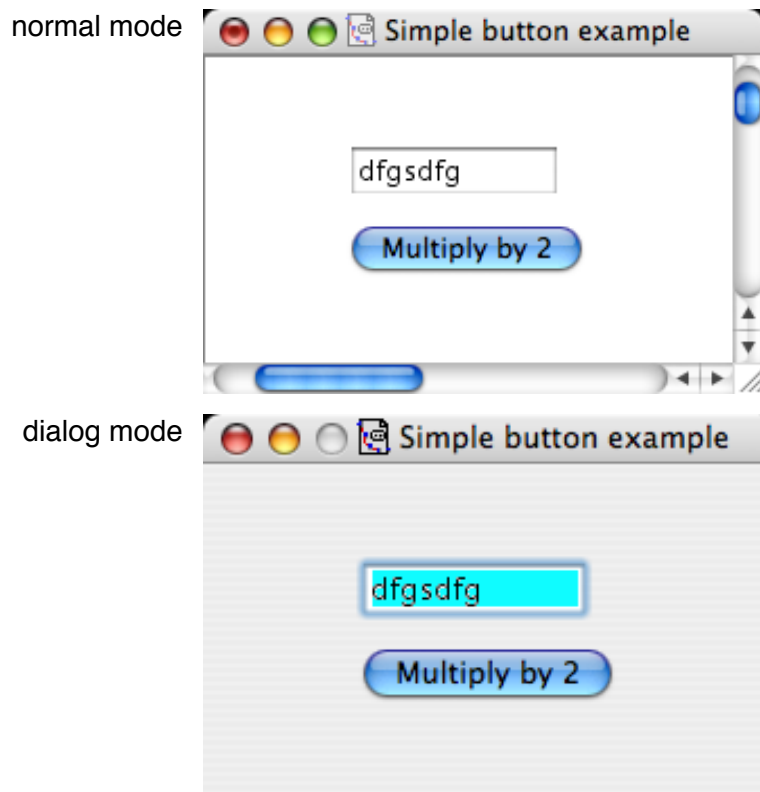 normal mode
Simple button example
dfgsdfg
Multiply by 2
dialog mode
Simple button example
dfgsdfg
Multiply by 2